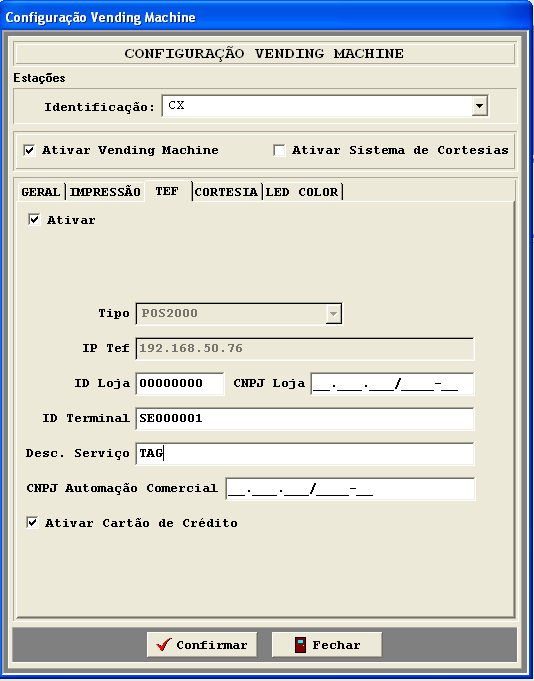 Configuração Vending Machine
CONFIGURAÇÃO VENDING MACHINE
Estações
Identificação: CX
Ativar Vending Machine Ativar Sistema de Cortesias
GERAL IMPRESSÃO TEF CORTESIA LED COLOR
Ativar
Tipo POS2000
IP Tef 192.168.50.76
ID Loja 00000000 CNPJ Loja __.___.___/____-__
ID Terminal SE000001
Desc. Serviço TAG
CNPJ Automação Comercial __.___.___/____-__
Ativar Cartão de Crédito
Confirmar Fechar